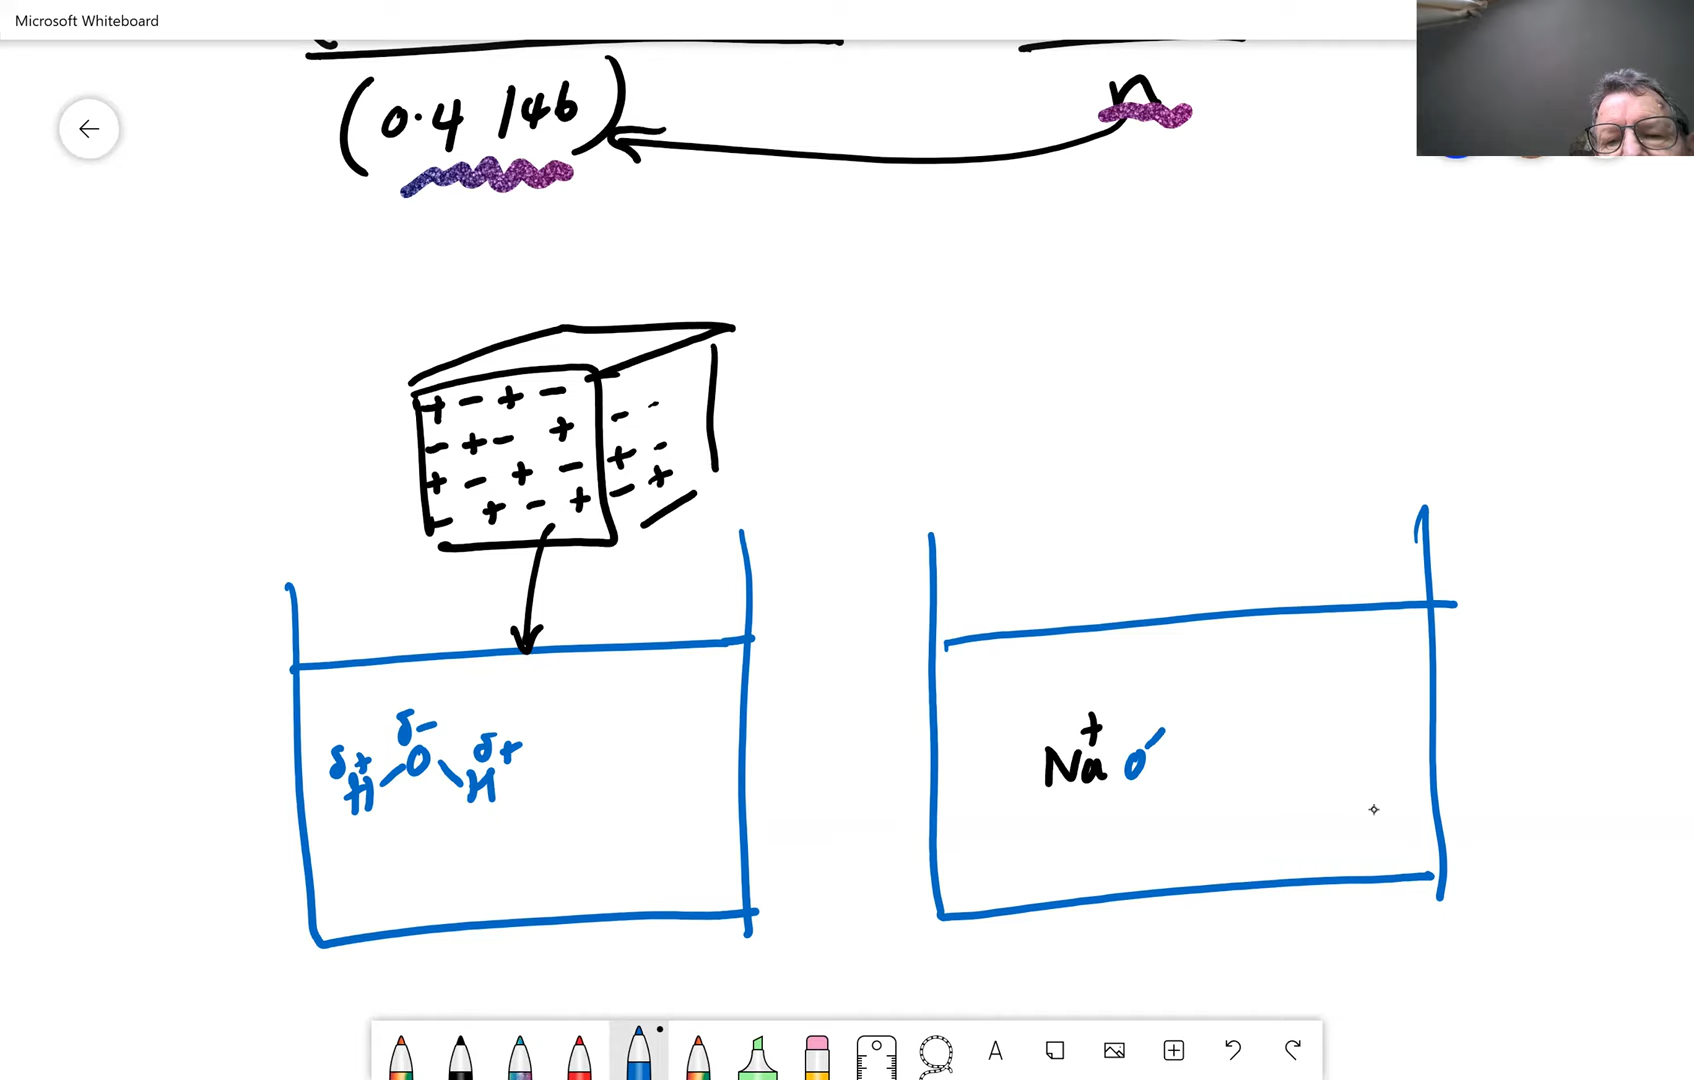 Microsoft Whiteboard
(0.4 146)
n
+ - + - - -
- + - + + -
+ - + - - +
- + - +
δ-
δ+ O δ+
H H
+
Na O
A